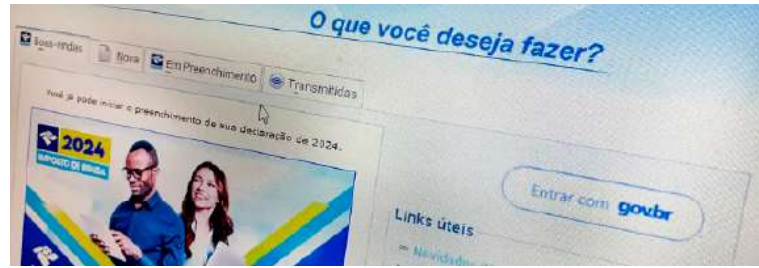 O que você deseja fazer?
Boas-vindas Nova Em Preenchimento Transmitidas
Você já pode iniciar o preenchimento de sua declaração de 2024.
2024
IMPOSTO DE RENDA
Entrar com gov.br
Links úteis
Novidades